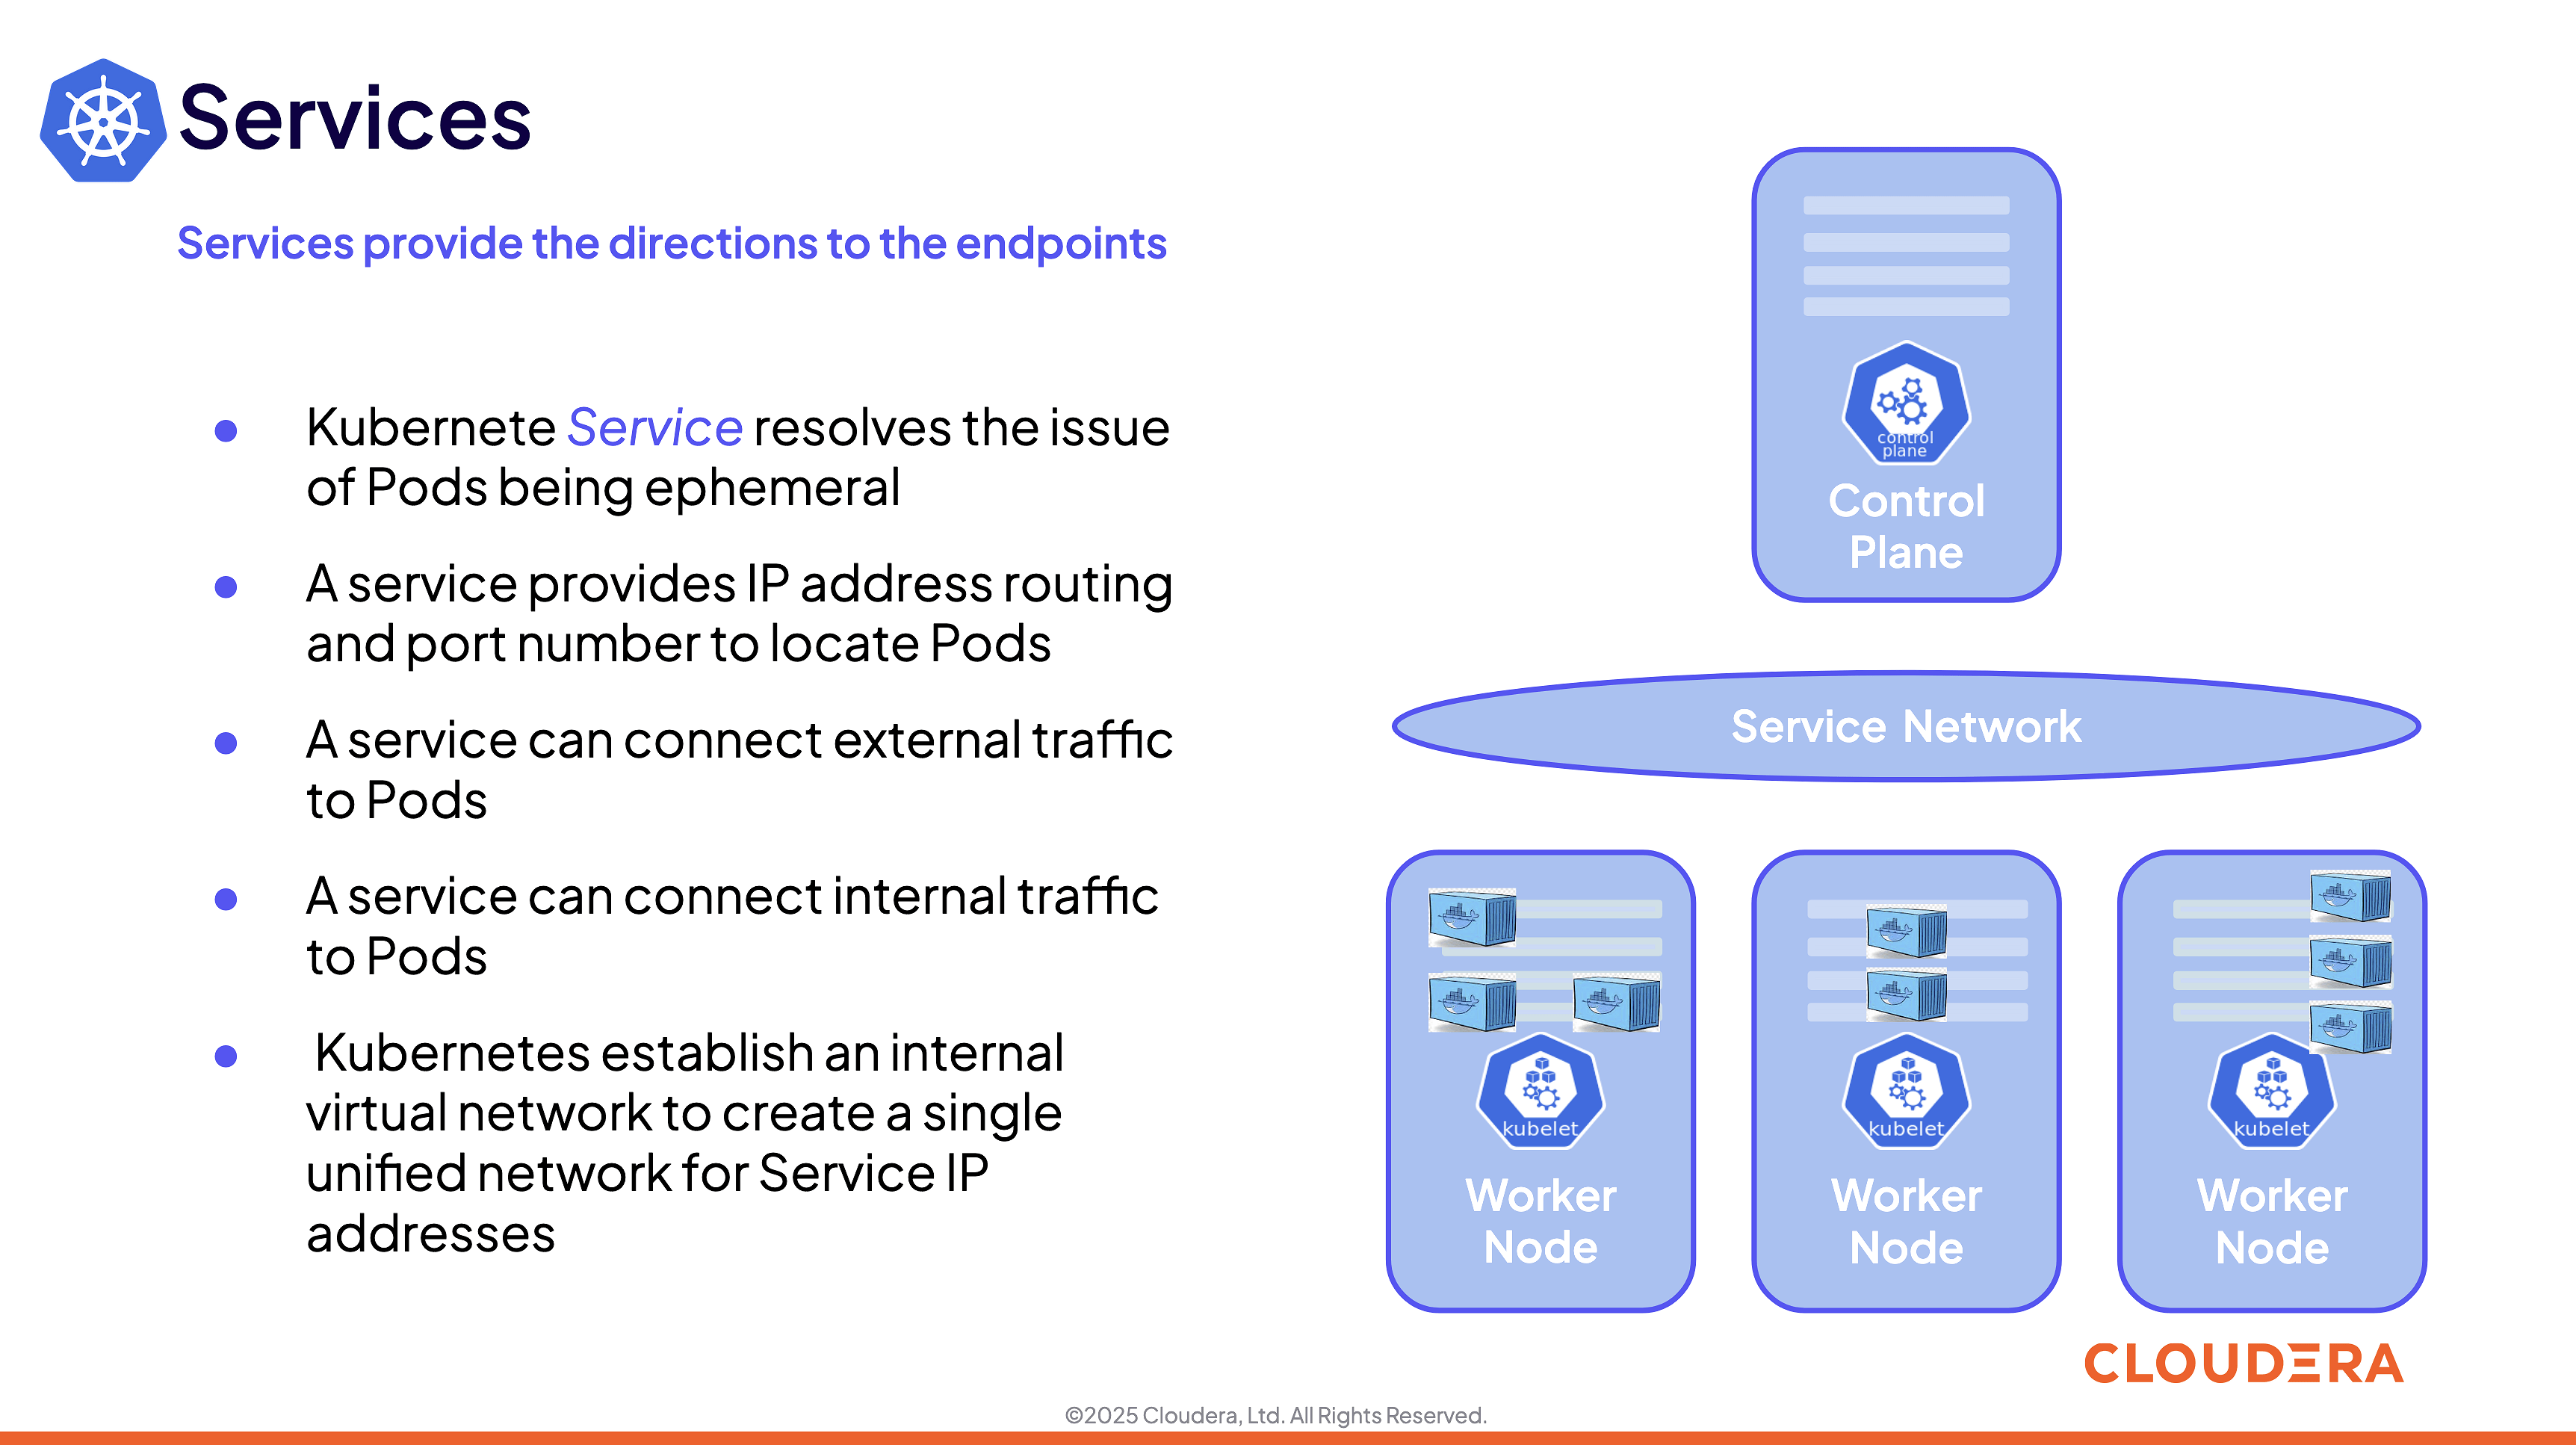 Services
Services provide the directions to the endpoints
● Kubernete Service resolves the issue
of Pods being ephemeral
● A service provides IP address routing
and port number to locate Pods
● A service can connect external traffic
to Pods
● A service can connect internal traffic
to Pods
● Kubernetes establish an internal
virtual network to create a single
unified network for Service IP
addresses
control
plane
Control
Plane
Service Network
kubelet
Worker
Node
kubelet
Worker
Node
kubelet
Worker
Node
CLOUDERA
©2025 Cloudera, Ltd. All Rights Reserved.